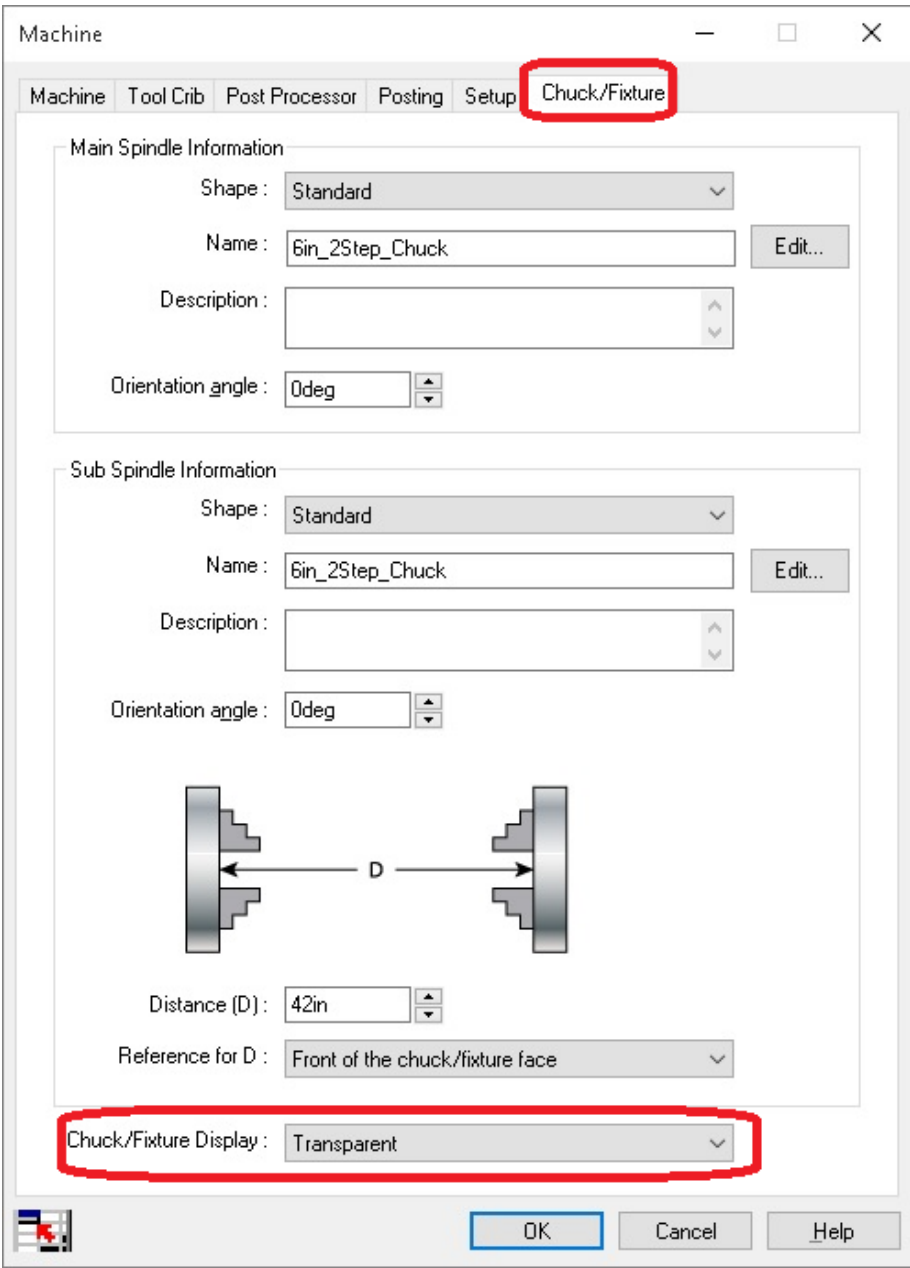 Machine
Machine Tool Crib Post Processor Posting Setup Chuck/Fixture
Main Spindle Information
Shape : Standard
Name : 6in_2Step_Chuck Edit...
Description :
Orientation angle : 0deg
Sub Spindle Information
Shape : Standard
Name : 6in_2Step_Chuck Edit...
Description :
Orientation angle : 0deg
D
Distance (D) : 42in
Reference for D : Front of the chuck/fixture face
Chuck/Fixture Display : Transparent
OK Cancel Help